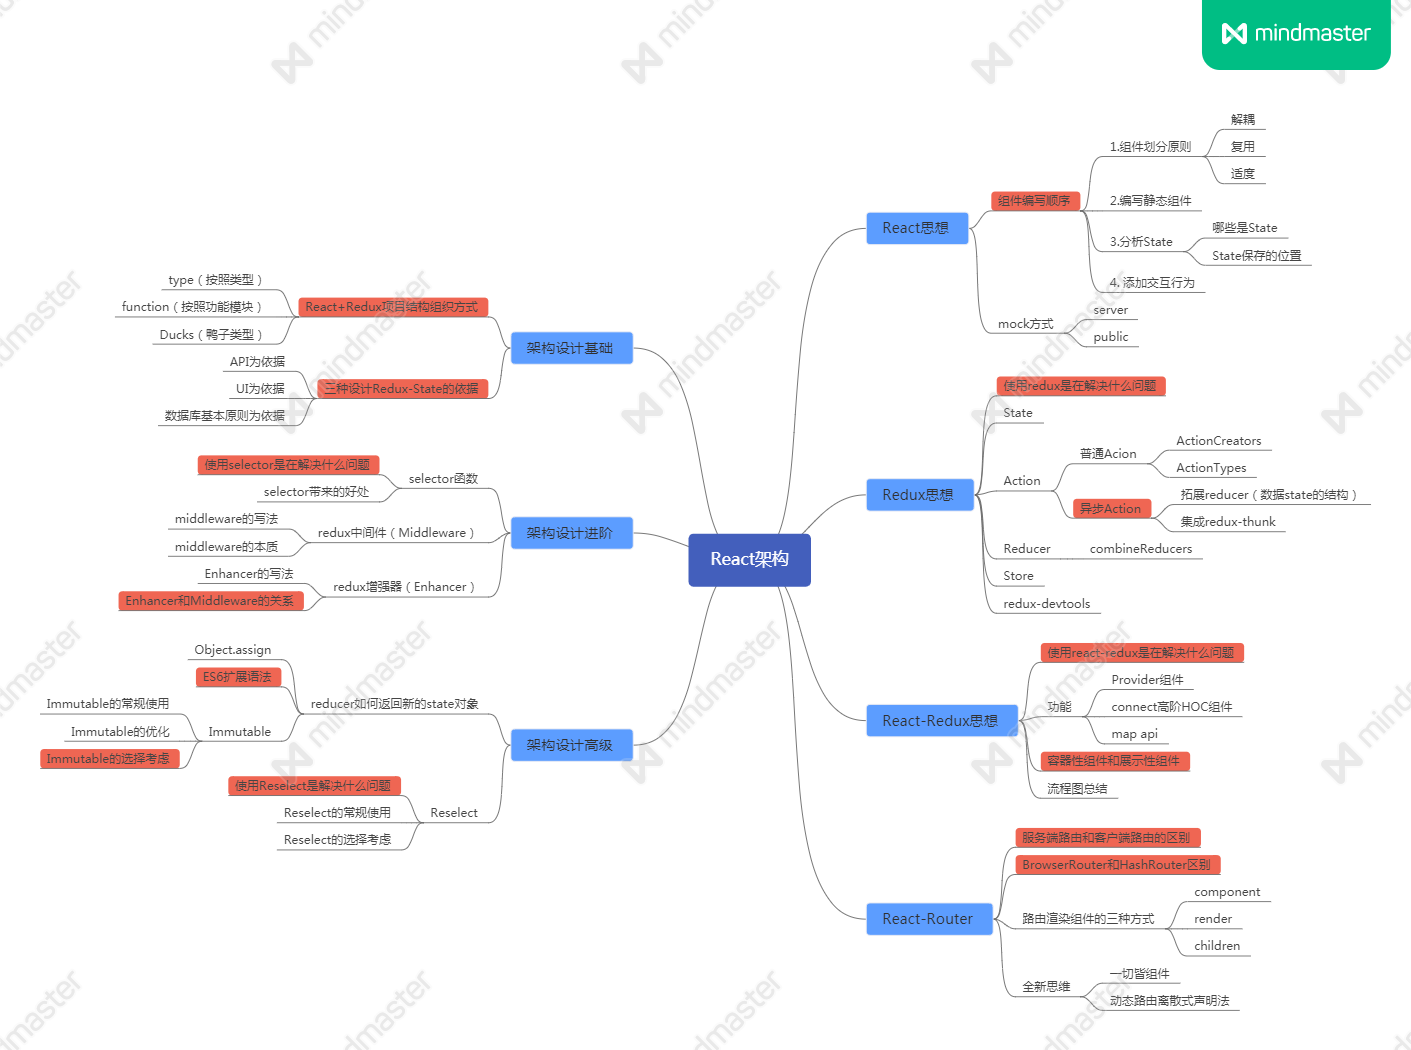 mindmaster
React架构
React思想
组件编写顺序
1.组件划分原则
解耦
复用
适度
2.编写静态组件
3.分析State
哪些是State
State保存的位置
4. 添加交互行为
mock方式
server
public
Redux思想
使用redux是在解决什么问题
State
Action
普通Acion
ActionCreators
ActionTypes
异步Action
拓展reducer（数据state的结构）
集成redux-thunk
Reducer
combineReducers
Store
redux-devtools
React-Redux思想
使用react-redux是在解决什么问题
功能
Provider组件
connect高阶HOC组件
map api
容器性组件和展示性组件
流程图总结
React-Router
服务端路由和客户端路由的区别
BrowserRouter和HashRouter区别
路由渲染组件的三种方式
component
render
children
全新思维
一切皆组件
动态路由离散式声明法
架构设计基础
React+Redux项目结构组织方式
type（按照类型）
function（按照功能模块）
Ducks（鸭子类型）
三种设计Redux-State的依据
API为依据
UI为依据
数据库基本原则为依据
架构设计进阶
selector函数
使用selector是在解决什么问题
selector带来的好处
redux中间件（Middleware）
middleware的写法
middleware的本质
redux增强器（Enhancer）
Enhancer的写法
Enhancer和Middleware的关系
架构设计高级
reducer如何返回新的state对象
Object.assign
ES6扩展语法
Immutable
Immutable的常规使用
Immutable的优化
Immutable的选择考虑
Reselect
使用Reselect是解决什么问题
Reselect的常规使用
Reselect的选择考虑